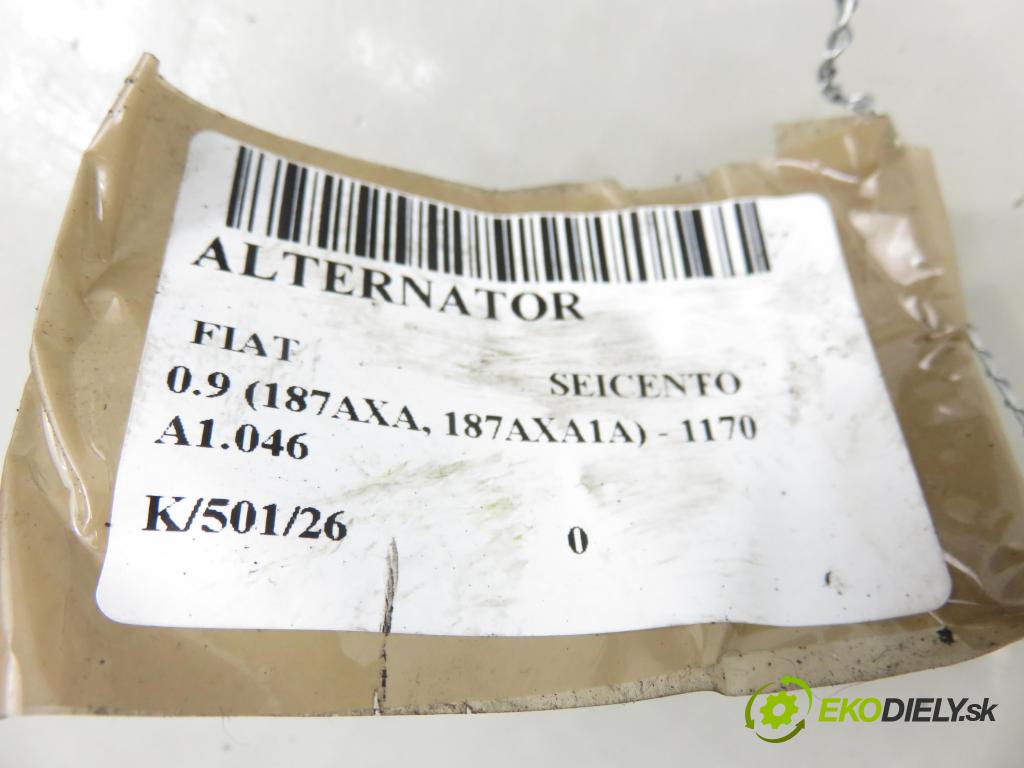 ALTERNATOR
FIAT SEICENTO
0.9 (187AXA, 187AXA1A) - 1170
A1.046
K/501/26 0
EKODIELY.sk